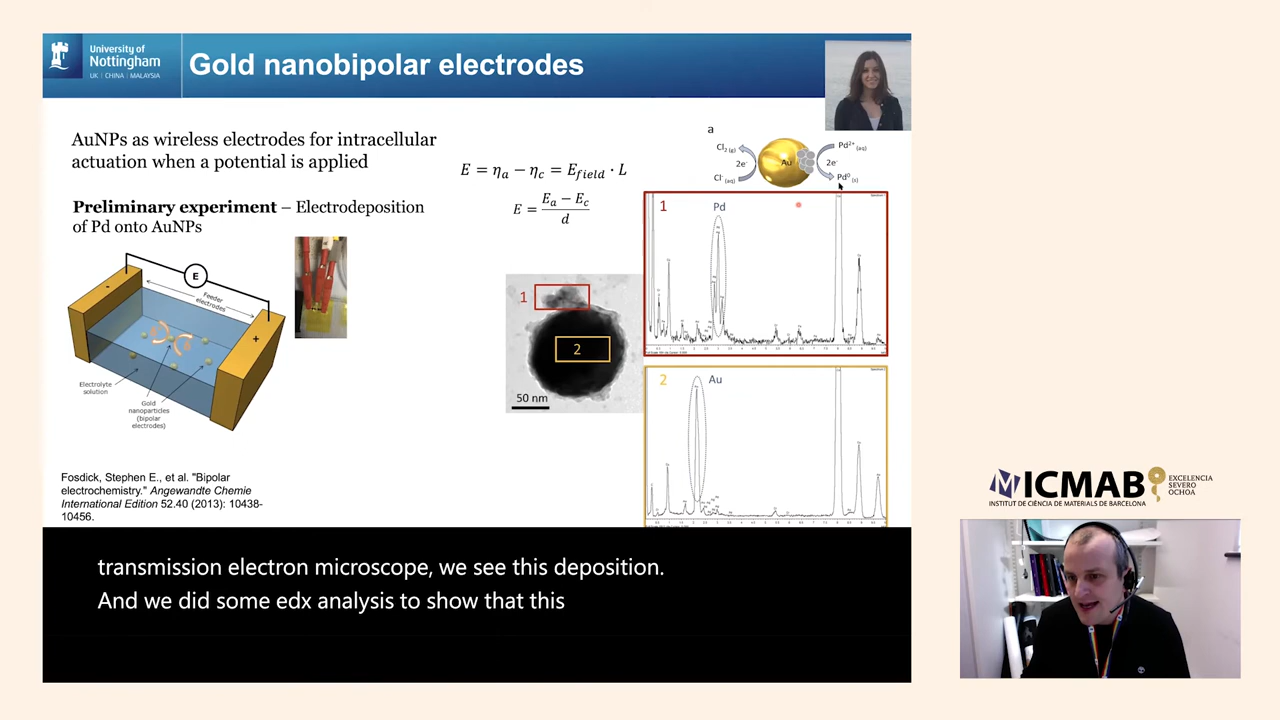 University of
Nottingham
UK | CHINA | MALAYSIA
Gold nanobipolar electrodes
AuNPs as wireless electrodes for intracellular
actuation when a potential is applied
Preliminary experiment – Electrodeposition
of Pd onto AuNPs
E = ηa − ηc = Efield · L
E = Ea − Ec / d
a
Cl2 (g)
2e-
Cl-(aq)
Au
Pd2+(aq)
2e-
Pd0(s)
E
Feeder
electrodes
-
+
Electrolyte
solution
Gold
nanoparticles
(bipolar
electrodes)
1
2
50 nm
1
Pd
2
Au
Fosdick, Stephen E., et al. "Bipolar
electrochemistry." Angewandte Chemie
International Edition 52.40 (2013): 10438-
10456.
transmission electron microscope, we see this deposition.
And we did some edx analysis to show that this
ICMAB
INSTITUT DE CIÈNCIA DE MATERIALS DE BARCELONA
EXCELENCIA
SEVERO
OCHOA